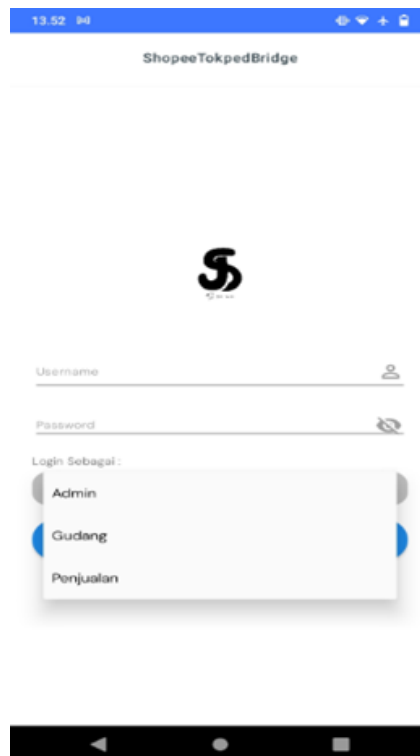 13.52
ShopeeTokpedBridge
Username
Password
Login Sebagai :
Admin
Gudang
Penjualan